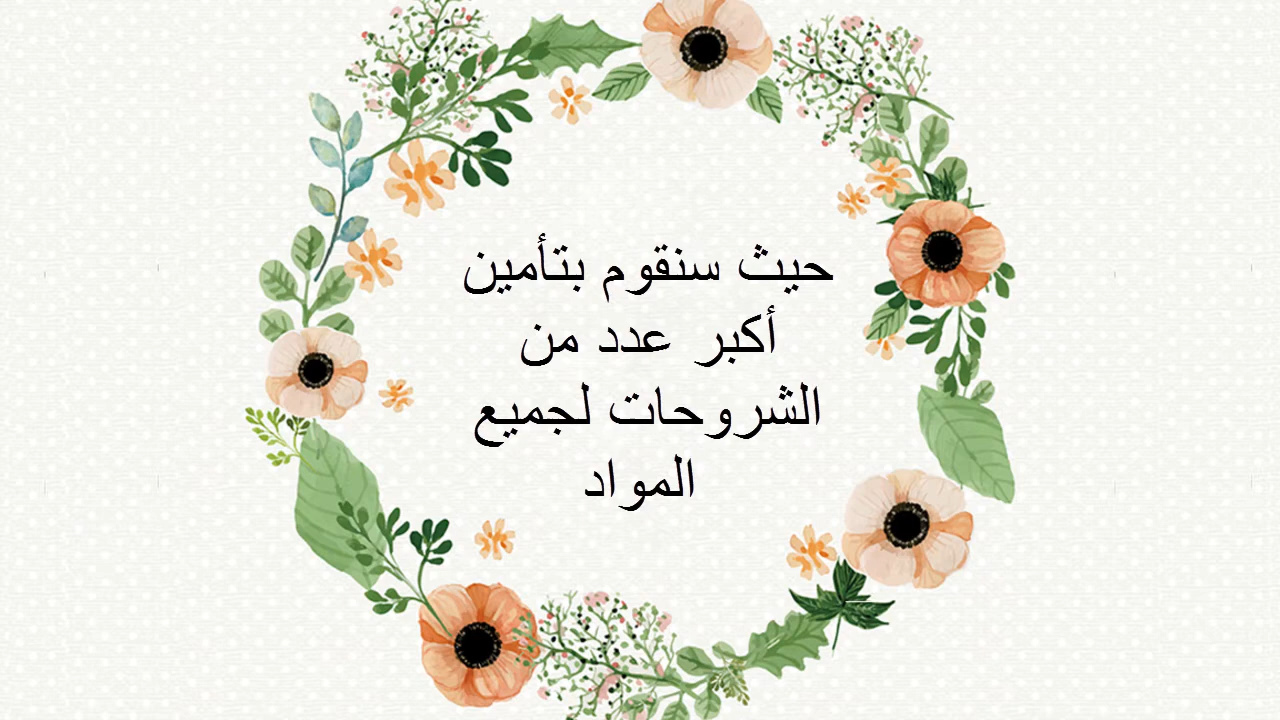 حيث سنقوم بتأمين
أكبر عدد من
الشروحات لجميع
المواد